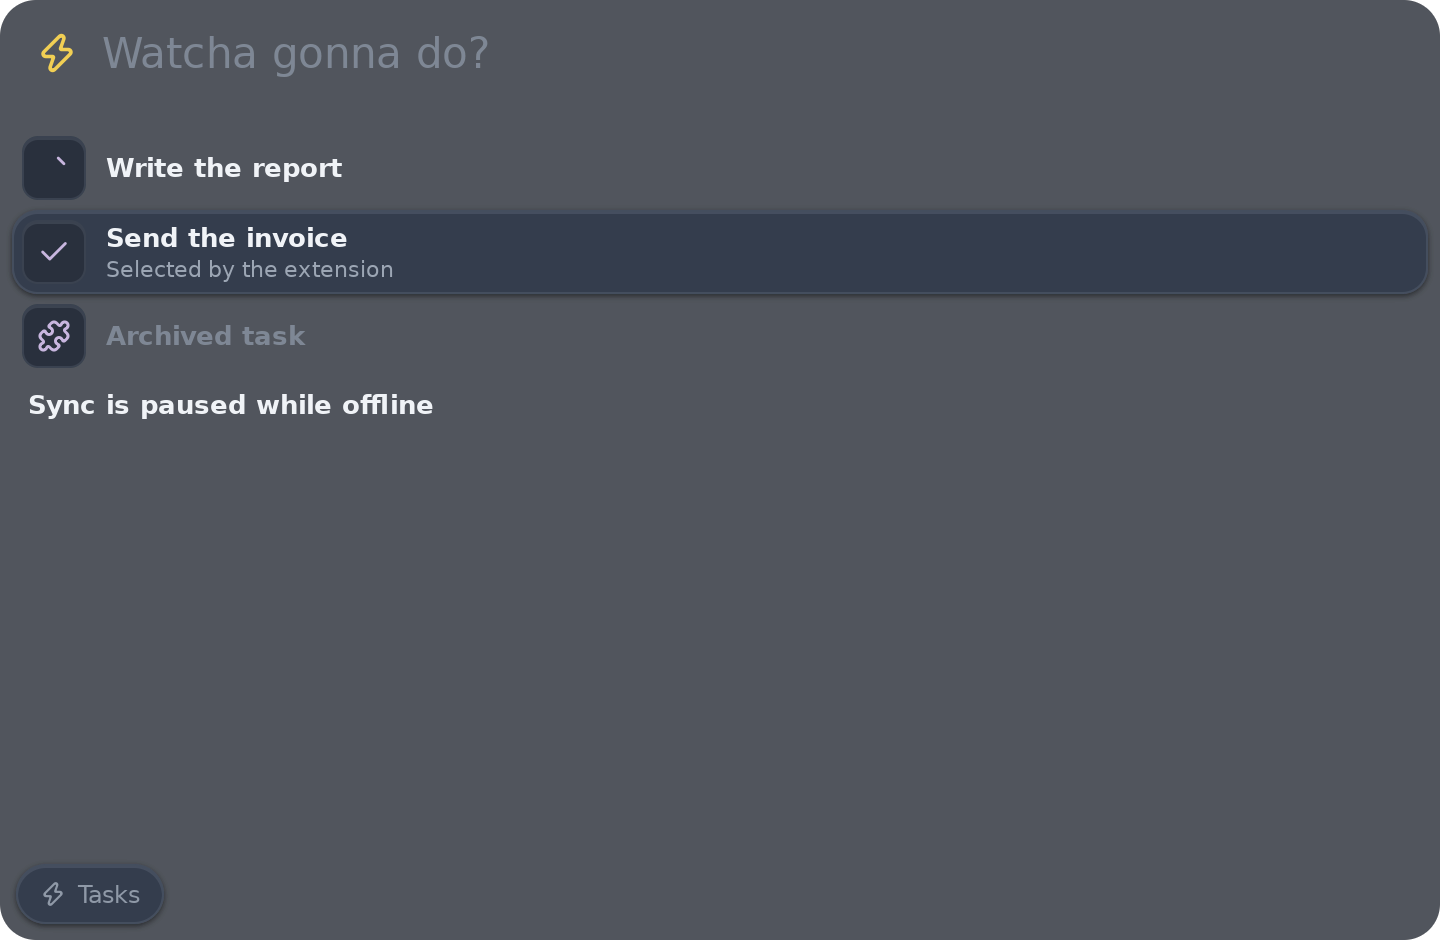 Watcha gonna do?
Write the report
Send the invoice
Selected by the extension
Archived task
Sync is paused while offline
Tasks